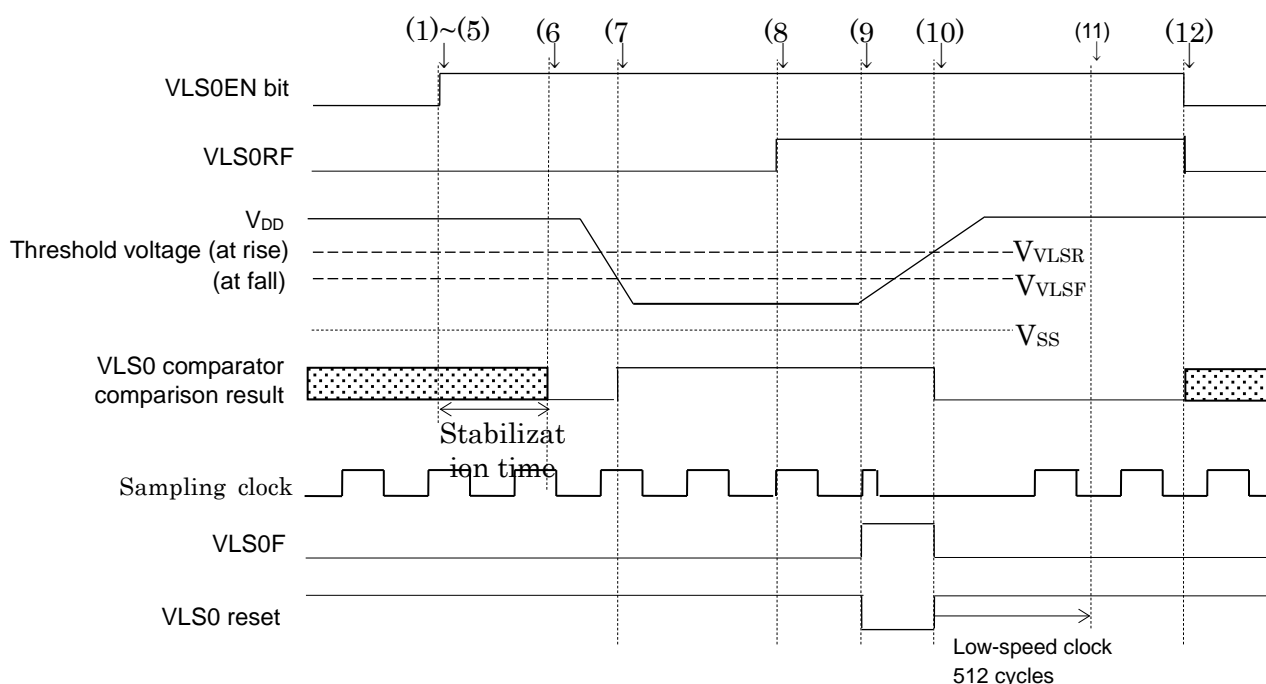 (1)~(5) (6 (7 (8 (9 (10) (11) (12)
VLS0EN bit
VLS0RF
VDD
Threshold voltage (at rise)
VVLSR
(at fall)
VVLSF
VSS
VLS0 comparator
comparison result
Stabilizat
ion time
Sampling clock
VLS0F
VLS0 reset
Low-speed clock
512 cycles